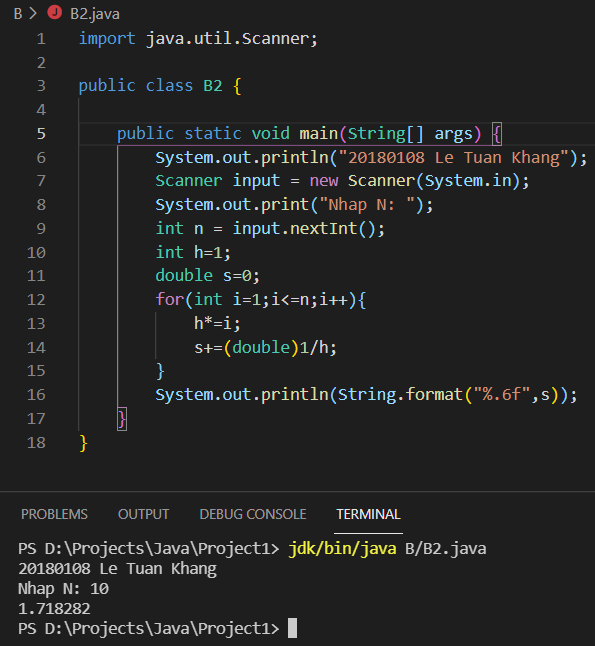 B > J B2.java
1 import java.util.Scanner;
2
3 public class B2 {
4
5 public static void main(String[] args) {
6 System.out.println("20180108 Le Tuan Khang");
7 Scanner input = new Scanner(System.in);
8 System.out.print("Nhap N: ");
9 int n = input.nextInt();
10 int h=1;
11 double s=0;
12 for(int i=1;i<=n;i++){
13 h*=i;
14 s+=(double)1/h;
15 }
16 System.out.println(String.format("%.6f",s));
17 }
18 }
PROBLEMS OUTPUT DEBUG CONSOLE TERMINAL
PS D:\Projects\Java\Project1> jdk/bin/java B/B2.java
20180108 Le Tuan Khang
Nhap N: 10
1.718282
PS D:\Projects\Java\Project1>